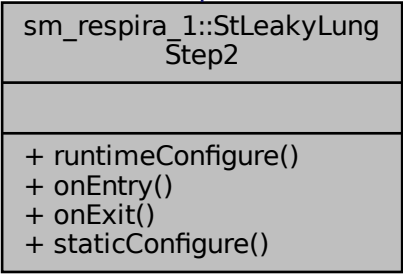 sm_respira_1::StLeakyLung
Step2
+ runtimeConfigure()
+ onEntry()
+ onExit()
+ staticConfigure()